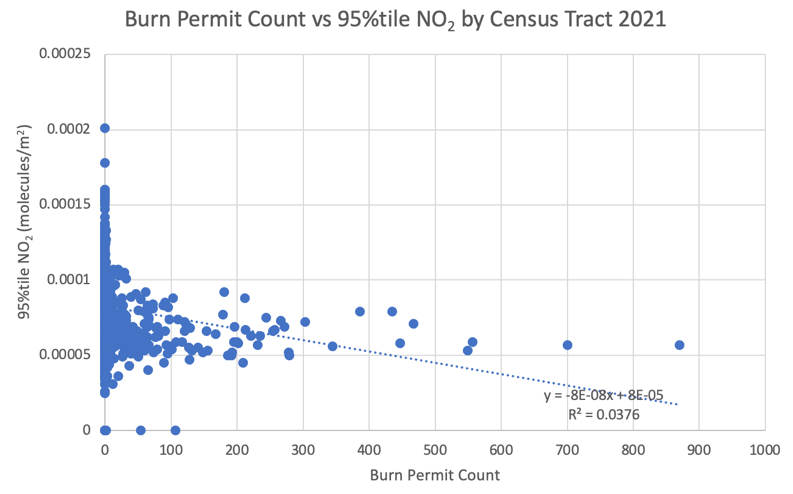 Burn Permit Count vs 95%tile NO₂ by Census Tract 2021
0.00025
0.0002
0.00015
0.0001
0.00005
0
95%tile NO₂ (molecules/m²)
y = -8E-08x + 8E-05
R² = 0.0376
0 100 200 300 400 500 600 700 800 900 1000
Burn Permit Count